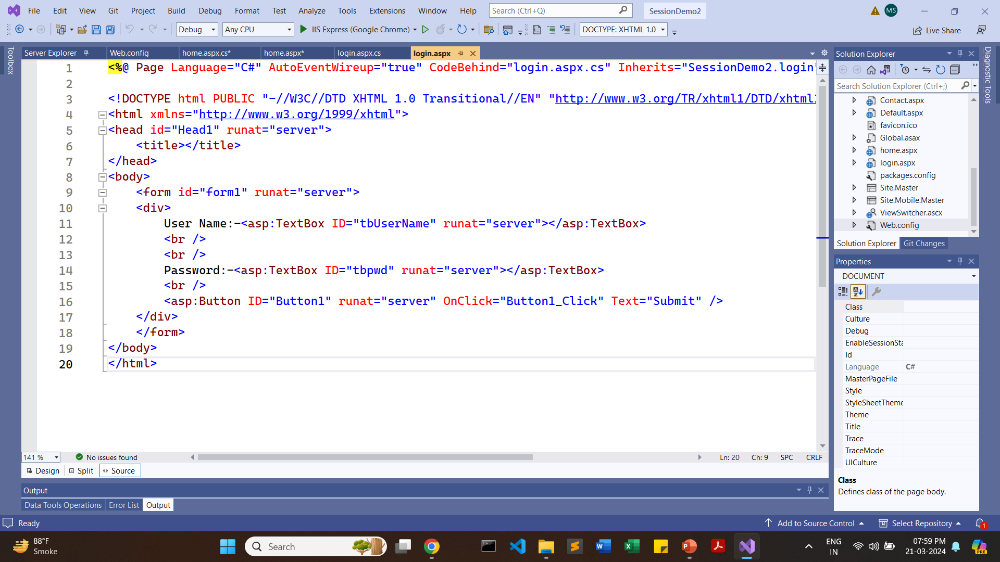 File Edit View Git Project Build Debug Format Test Analyze Tools Extensions Window Help Search (Ctrl+Q) SessionDemo2 MS
Debug Any CPU IIS Express (Google Chrome) DOCTYPE: XHTML 1.0 Live Share
Toolbox
Server Explorer Web.config home.aspx.cs* home.aspx* login.aspx.cs login.aspx
1 <%@ Page Language="C#" AutoEventWireup="true" CodeBehind="login.aspx.cs" Inherits="SessionDemo2.login"
2
3 <!DOCTYPE html PUBLIC "-//W3C//DTD XHTML 1.0 Transitional//EN" "http://www.w3.org/TR/xhtml1/DTD/xhtml1
4 <html xmlns="http://www.w3.org/1999/xhtml">
5 <head id="Head1" runat="server">
6 <title></title>
7 </head>
8 <body>
9 <form id="form1" runat="server">
10 <div>
11 User Name:-<asp:TextBox ID="tbUserName" runat="server"></asp:TextBox>
12 <br />
13 <br />
14 Password:-<asp:TextBox ID="tbpwd" runat="server"></asp:TextBox>
15 <br />
16 <asp:Button ID="Button1" runat="server" OnClick="Button1_Click" Text="Submit" />
17 </div>
18 </form>
19 </body>
20 </html>
141 % No issues found Ln: 20 Ch: 9 SPC CRLF
Design Split Source
Output
Data Tools Operations Error List Output
Solution Explorer
Search Solution Explorer (Ctrl+;)
Contact.aspx
Default.aspx
favicon.ico
Global.asax
home.aspx
login.aspx
packages.config
Site.Master
Site.Mobile.Master
ViewSwitcher.ascx
Web.config
Solution Explorer Git Changes
Properties
DOCUMENT
Class
Culture
Debug
EnableSessionSta
Id
Language C#
MasterPageFile
Style
StyleSheetTheme
Theme
Title
Trace
TraceMode
UICulture
Class
Defines class of the page body.
Diagnostic Tools
Ready Add to Source Control Select Repository 1
88°F
Smoke
Search
ENG
IN
07:59 PM
21-03-2024
PRE